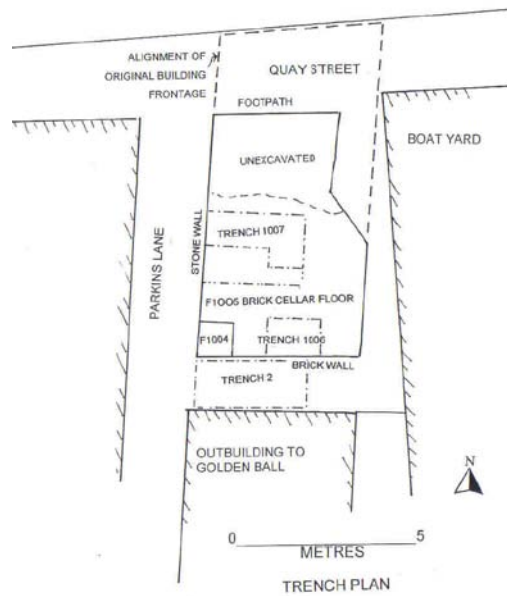 ALIGNMENT OF
ORIGINAL BUILDING
FRONTAGE
QUAY STREET
FOOTPATH
BOAT YARD
UNEXCAVATED
PARKINS LANE
STONE WALL
TRENCH 1007
F1005 BRICK CELLAR FLOOR
F1004
TRENCH 1006
BRICK WALL
TRENCH 2
OUTBUILDING TO
GOLDEN BALL
N
0 5
METRES
TRENCH PLAN